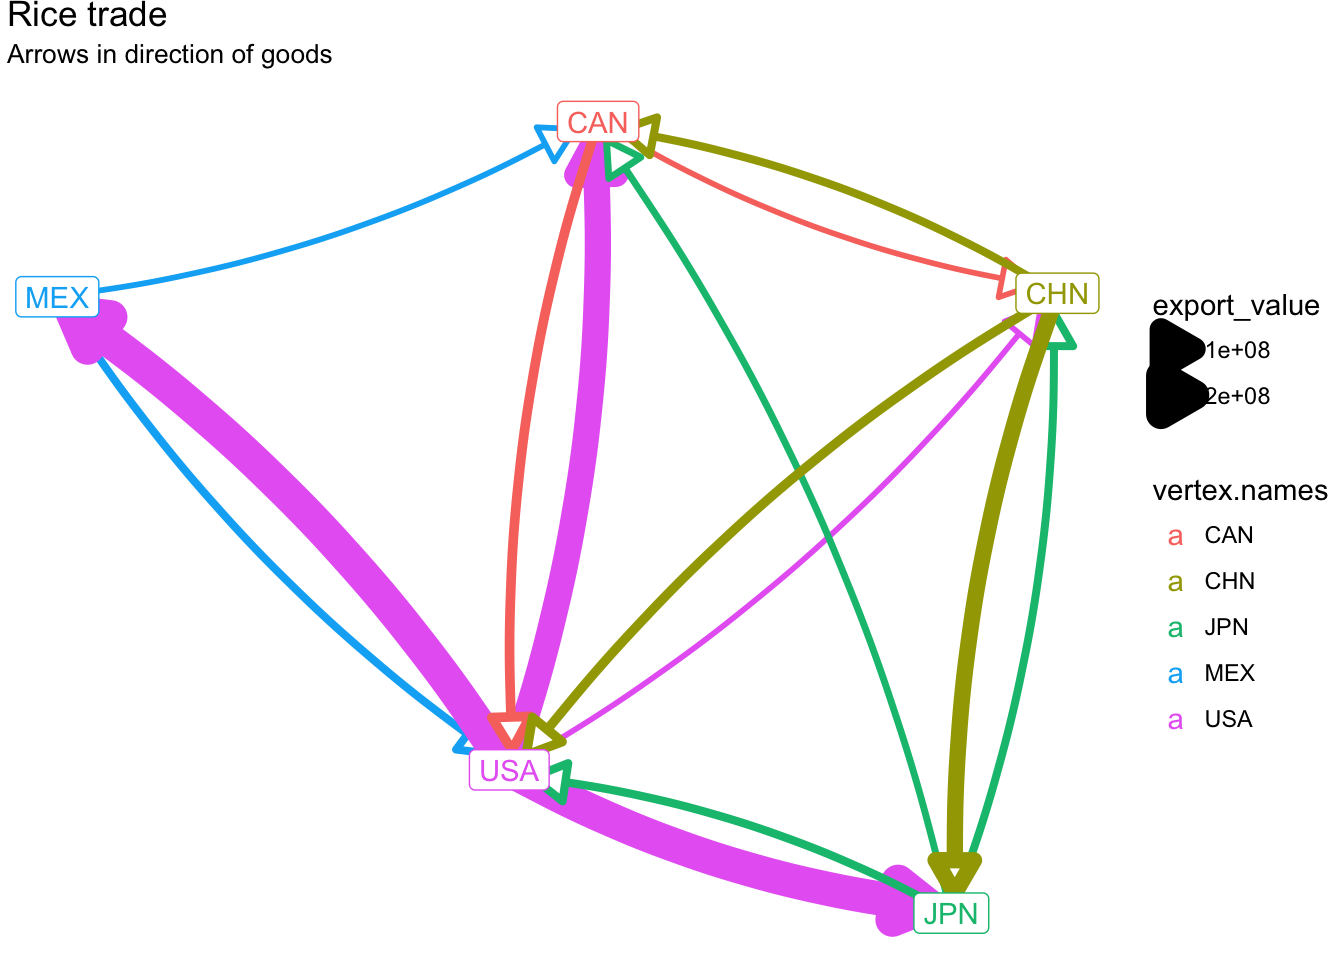 Rice trade
Arrows in direction of goods
CAN
MEX
CHN
USA
JPN
export_value
1e+08
2e+08
vertex.names
a CAN
a CHN
a JPN
a MEX
a USA